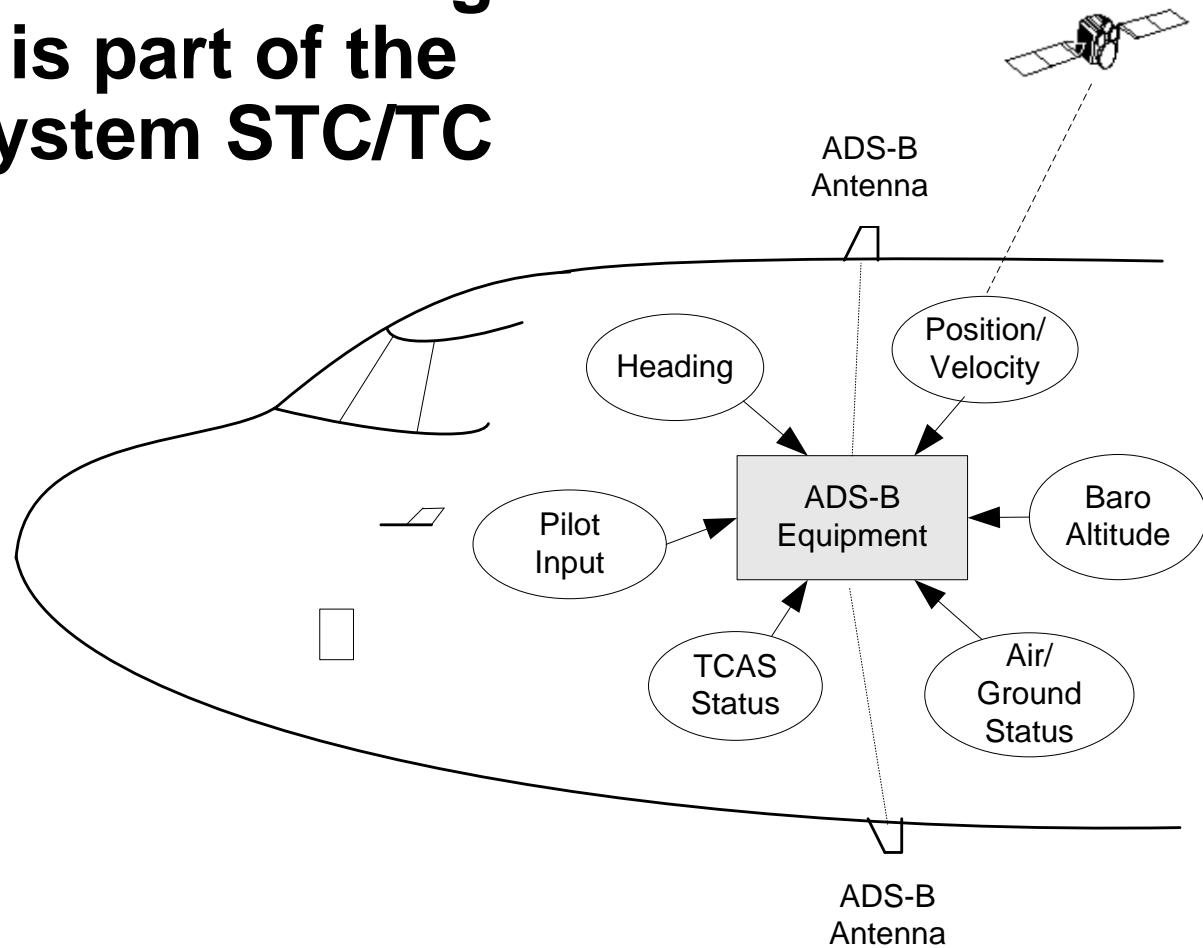 is part of the
STC/TC
ADS-B
Antenna
Position/
Velocity
Heading
ADS-B
Equipment
Baro
Altitude
Pilot
Input
TCAS
Status
Air/
Ground
Status
ADS-B
Antenna